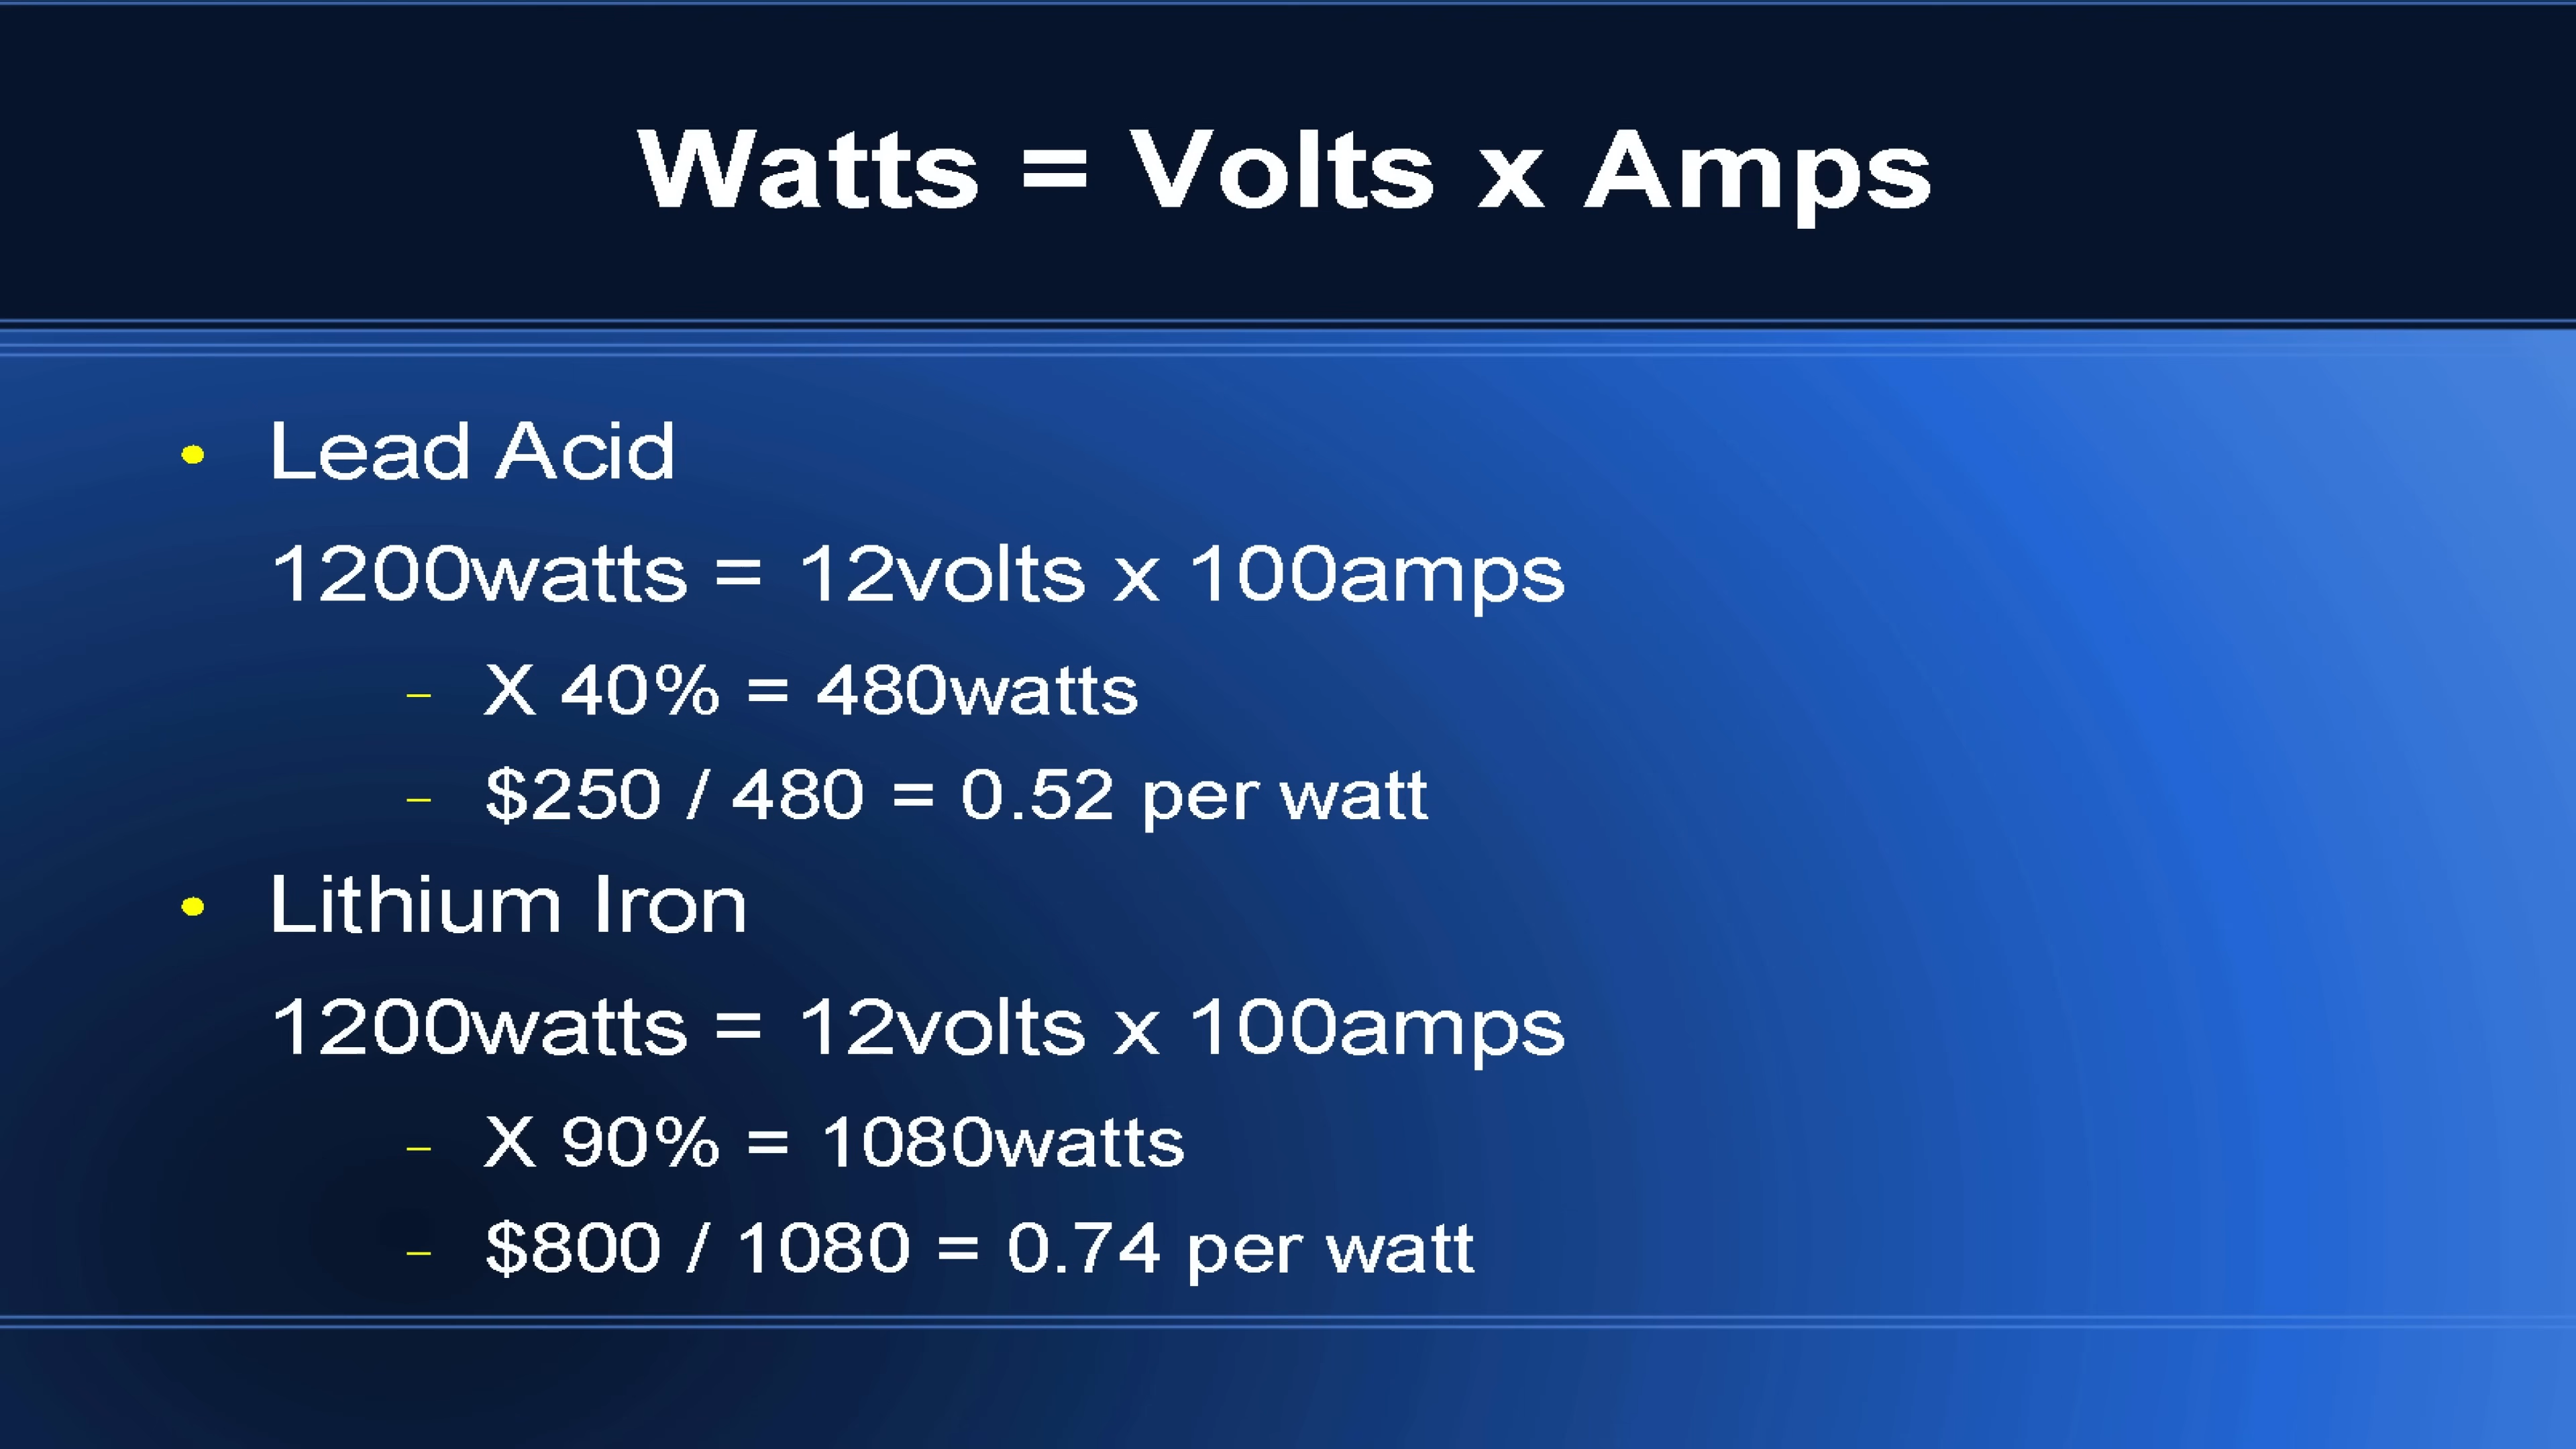 Watts = Volts x Amps
• Lead Acid
1200watts = 12volts x 100amps
– X 40% = 480watts
– $250 / 480 = 0.52 per watt
• Lithium Iron
1200watts = 12volts x 100amps
– X 90% = 1080watts
– $800 / 1080 = 0.74 per watt